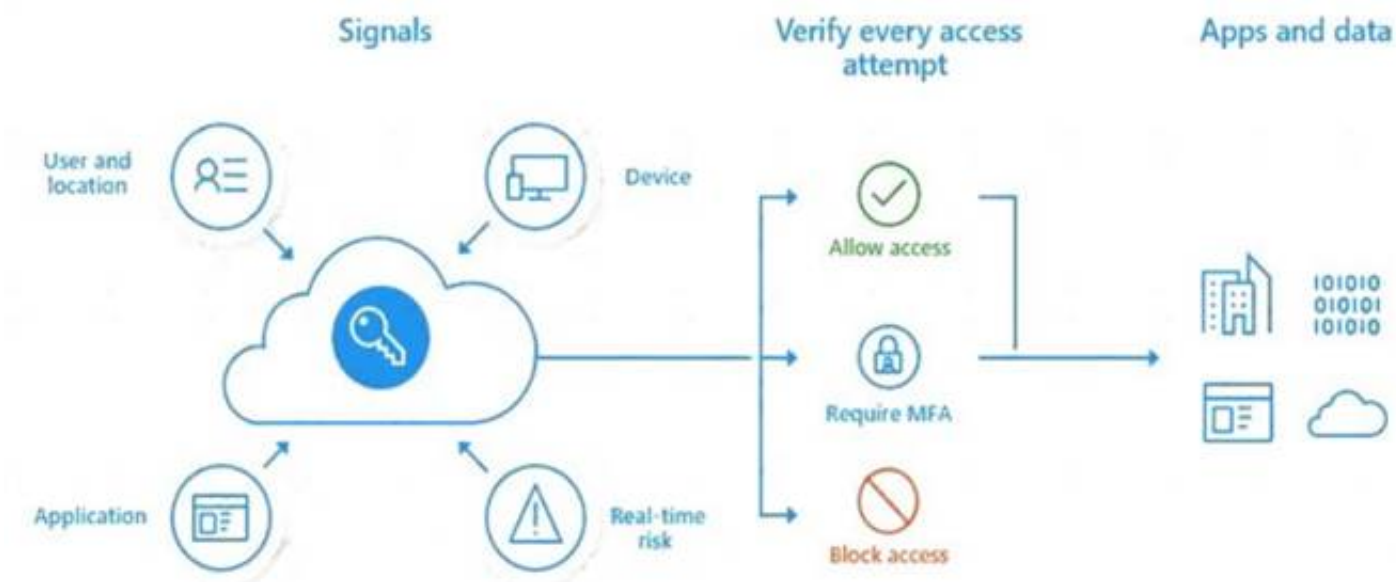 Signals
Verify every access
attempt
Apps and data
User and
location
Device
Allow access
101010
010101
101010
Require MFA
Application
Real-time
risk
Block access